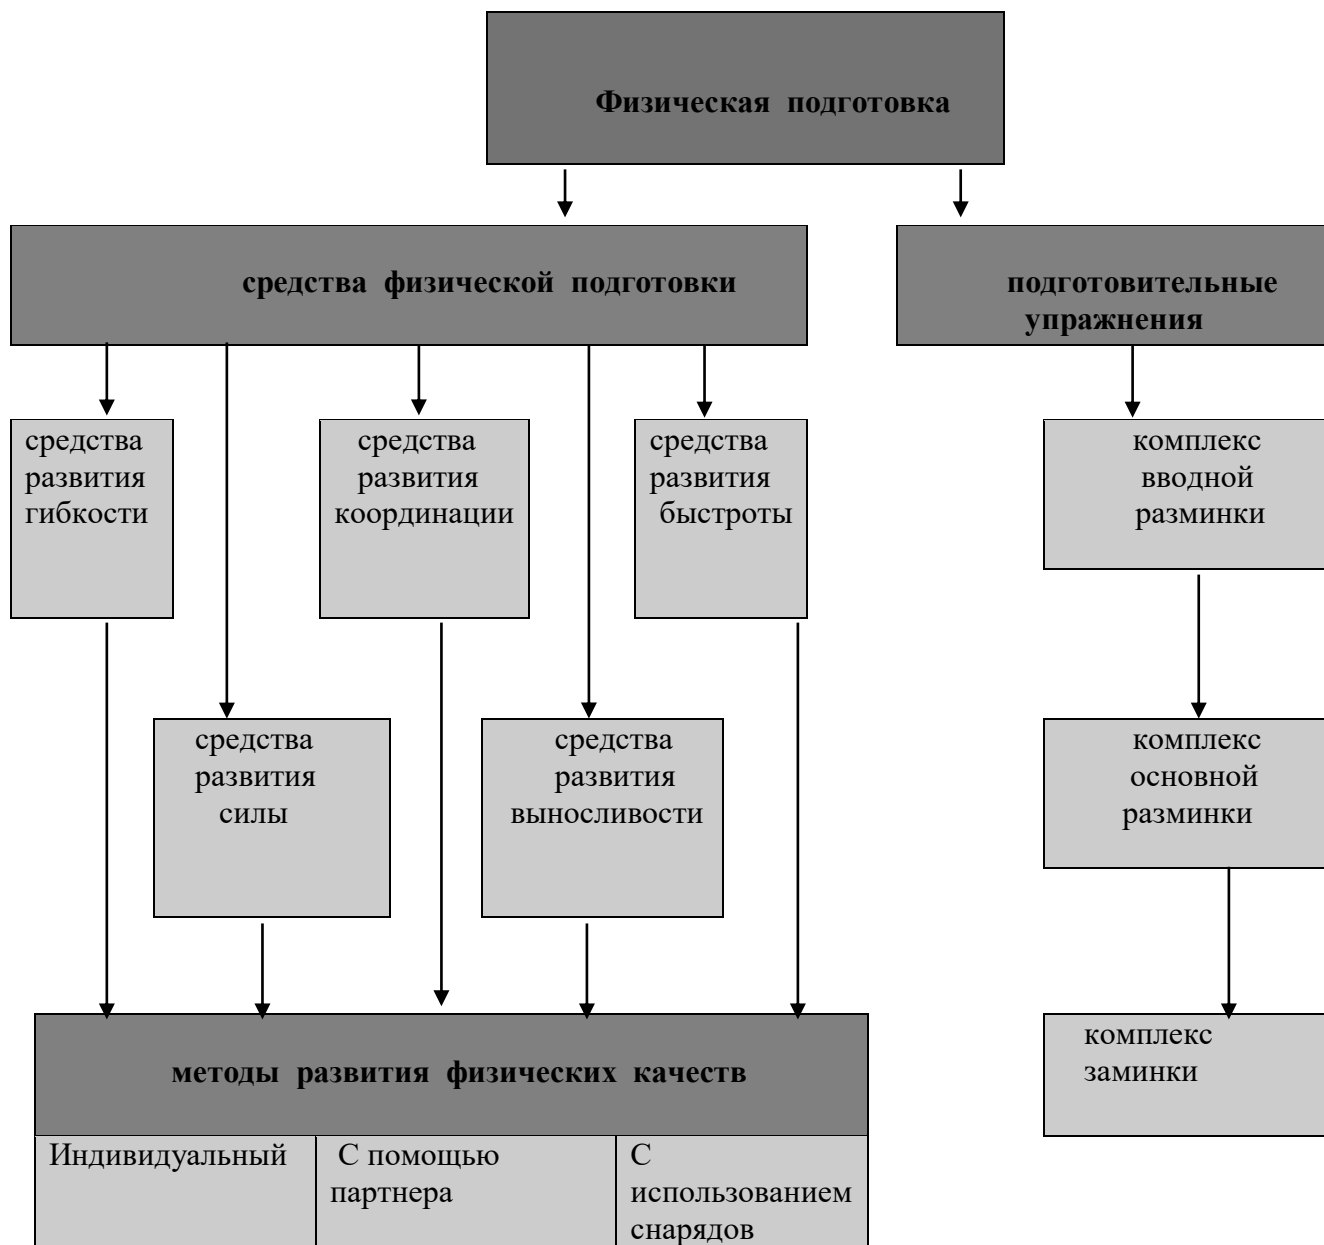 Физическая подготовка
средства физической подготовки
подготовительные
упражнения
средства
развития
гибкости
средства
развития
координации
средства
развития
быстроты
комплекс
вводной
разминки
средства
развития
силы
средства
развития
выносливости
комплекс
основной
разминки
методы развития физических качеств
Индивидуальный
С помощью
партнера
С
использованием
снарядов
комплекс
заминки